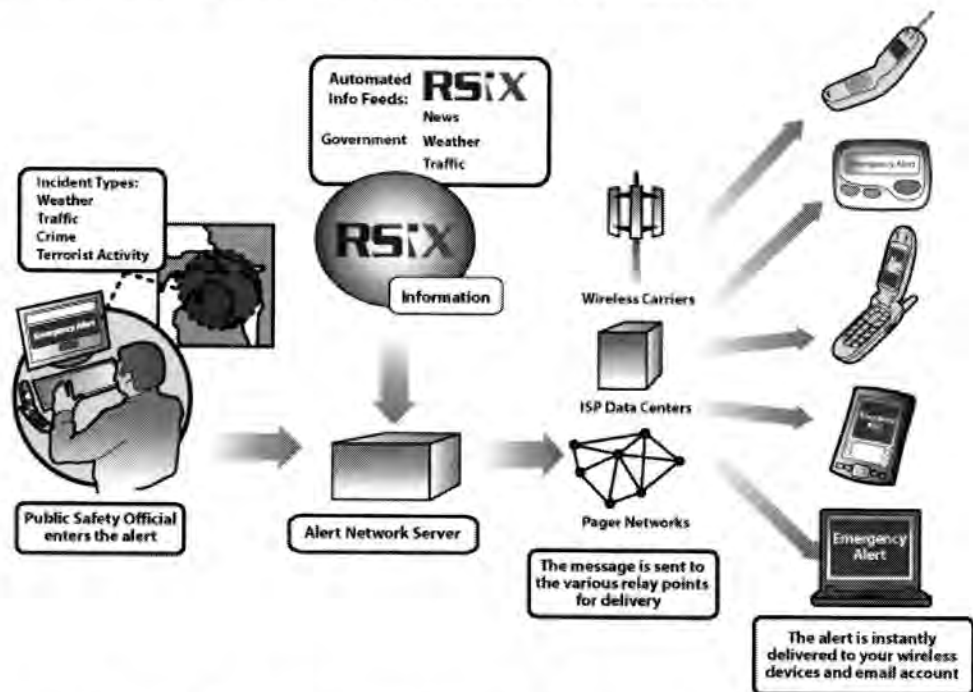 Automated RSiX
Info Feeds:
News
Government Weather
Traffic
Incident Types:
Weather
Traffic
Crime
Terrorist Activity
RSiX
Information
Emergency Alert
Public Safety Official
enters the alert
Alert Network Server
Wireless Carriers
ISP Data Centers
Pager Networks
The message is sent to
the various relay points
for delivery
Emergency Alert
Emergency
Alert
The alert is instantly
delivered to your wireless
devices and email account